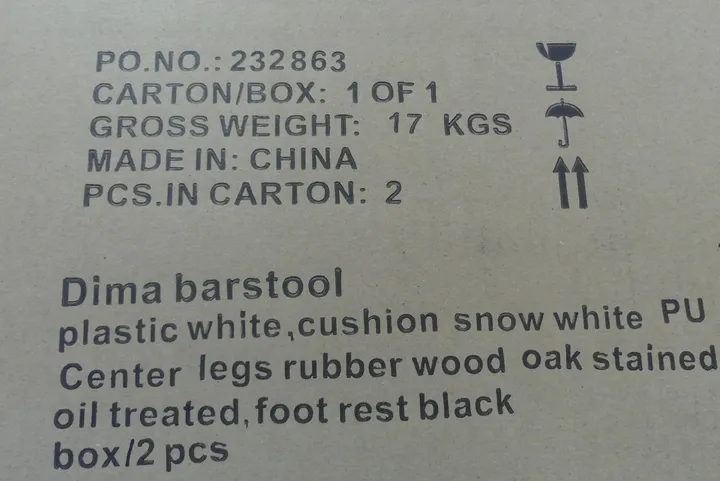 PO.NO.: 232863
CARTON/BOX: 1 OF 1
GROSS WEIGHT: 17 KGS
MADE IN: CHINA
PCS.IN CARTON: 2
Dima barstool
plastic white,cushion snow white PU
Center legs rubber wood oak stained
oil treated,foot rest black
box/2 pcs